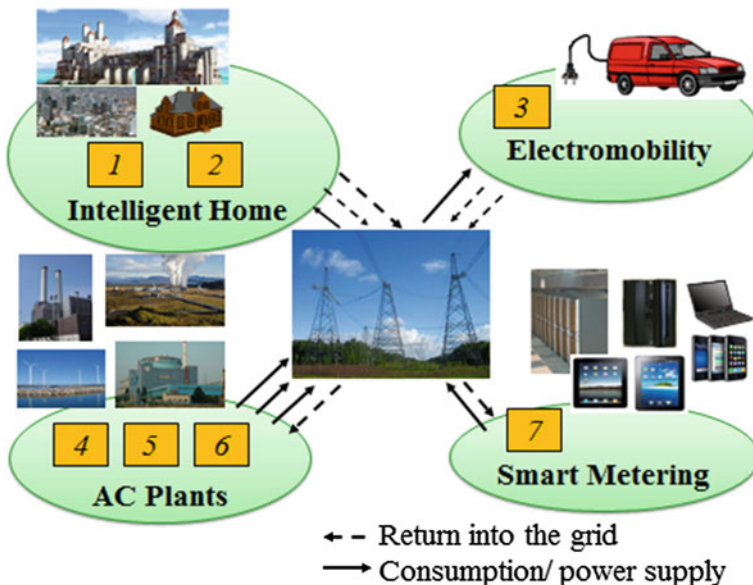 3
Electromobility
1 2
Intelligent Home
4 5 6
AC Plants
7
Smart Metering
Return into the grid
Consumption/ power supply